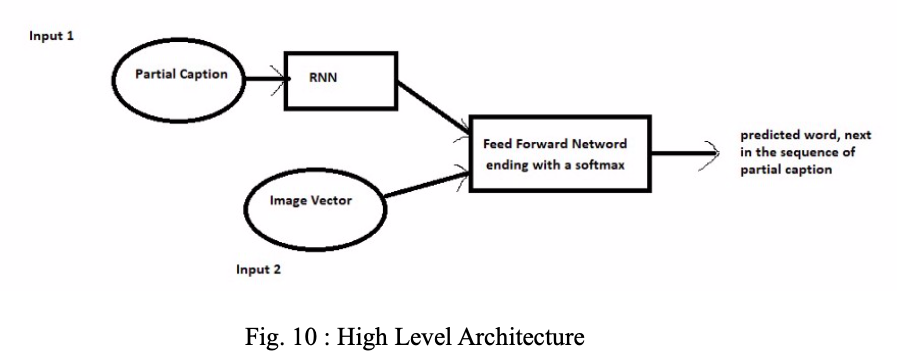 Input 1
Partial Caption
RNN
Feed Forward Netword
ending with a softmax
predicted word, next
in the sequence of
partial caption
Image Vector
Input 2
Fig. 10 : High Level Architecture